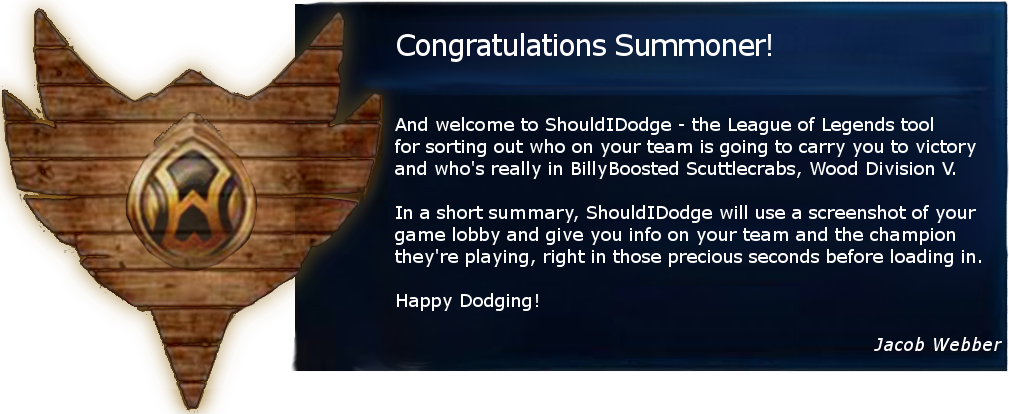 Congratulations Summoner!
And welcome to ShouldIDodge - the League of Legends tool
for sorting out who on your team is going to carry you to victory
and who's really in BillyBoosted Scuttlecrabs, Wood Division V.
In a short summary, ShouldIDodge will use a screenshot of your
game lobby and give you info on your team and the champion
they're playing, right in those precious seconds before loading in.
Happy Dodging!
Jacob Webber